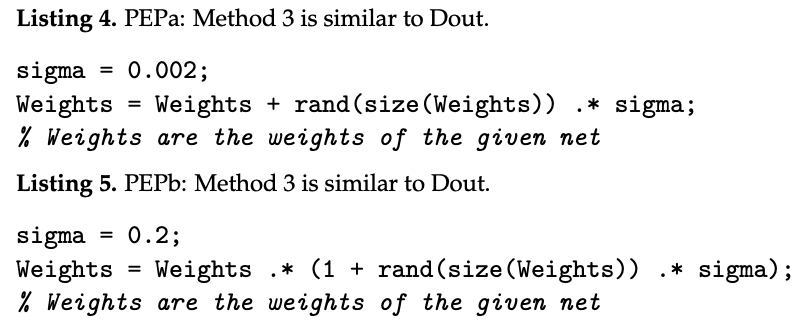 Listing 4. PEPa: Method 3 is similar to Dout.
sigma = 0.002;
Weights = Weights + rand(size(Weights)) .* sigma;
% Weights are the weights of the given net
Listing 5. PEPb: Method 3 is similar to Dout.
sigma = 0.2;
Weights = Weights .* (1 + rand(size(Weights)) .* sigma);
% Weights are the weights of the given net